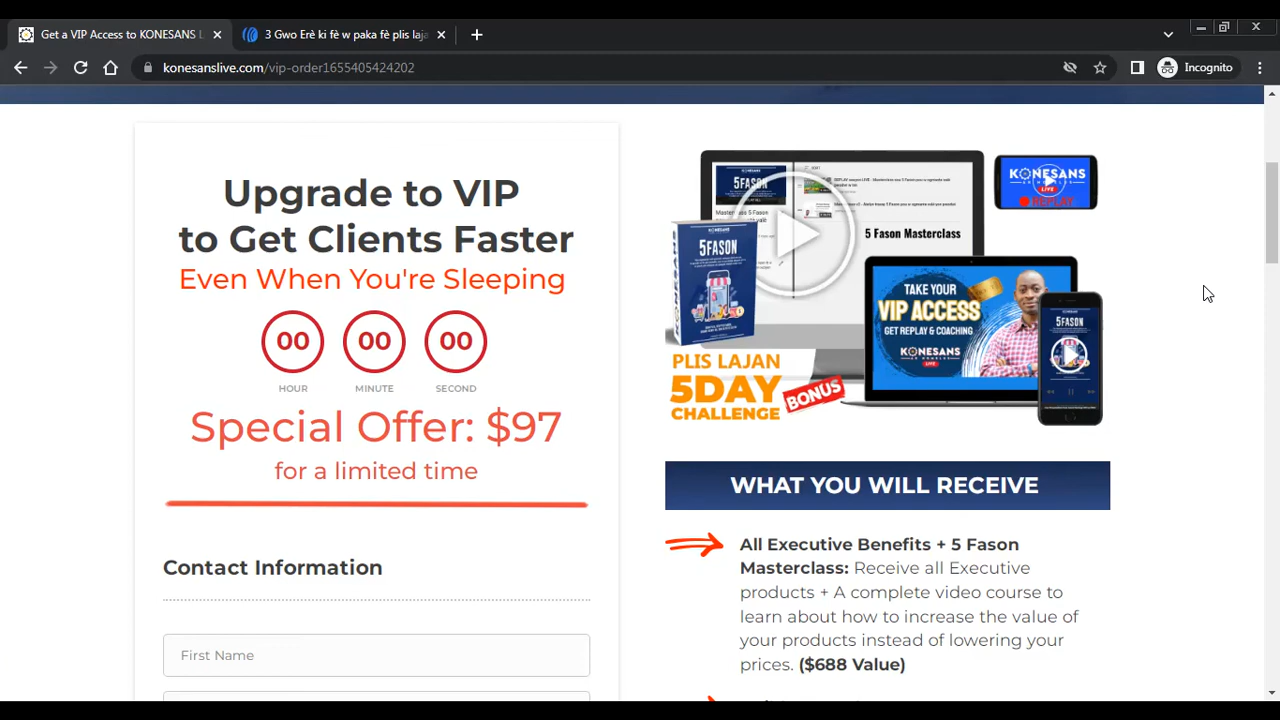 Get a VIP Access to KONESANS L
3 Gwo Erè ki fè w paka fè plis laja
konesanslive.com/vip-order1655405424202
Incognito
Upgrade to VIP
to Get Clients Faster
Even When You're Sleeping
00
00
00
HOUR
MINUTE
SECOND
Special Offer: $97
for a limited time
Contact Information
First Name
5FASON
5 Fason Masterclass
KONESANS
LIVE
REPLAY
KONESANS
5FASON
TAKE YOUR
VIP ACCESS
GET REPLAY & COACHING
KONESANS
LIVE
5FASON
PLIS LAJAN
5DAY
CHALLENGE
BONUS
WHAT YOU WILL RECEIVE
All Executive Benefits + 5 Fason
Masterclass: Receive all Executive
products + A complete video course to
learn about how to increase the value of
your products instead of lowering your
prices. ($688 Value)